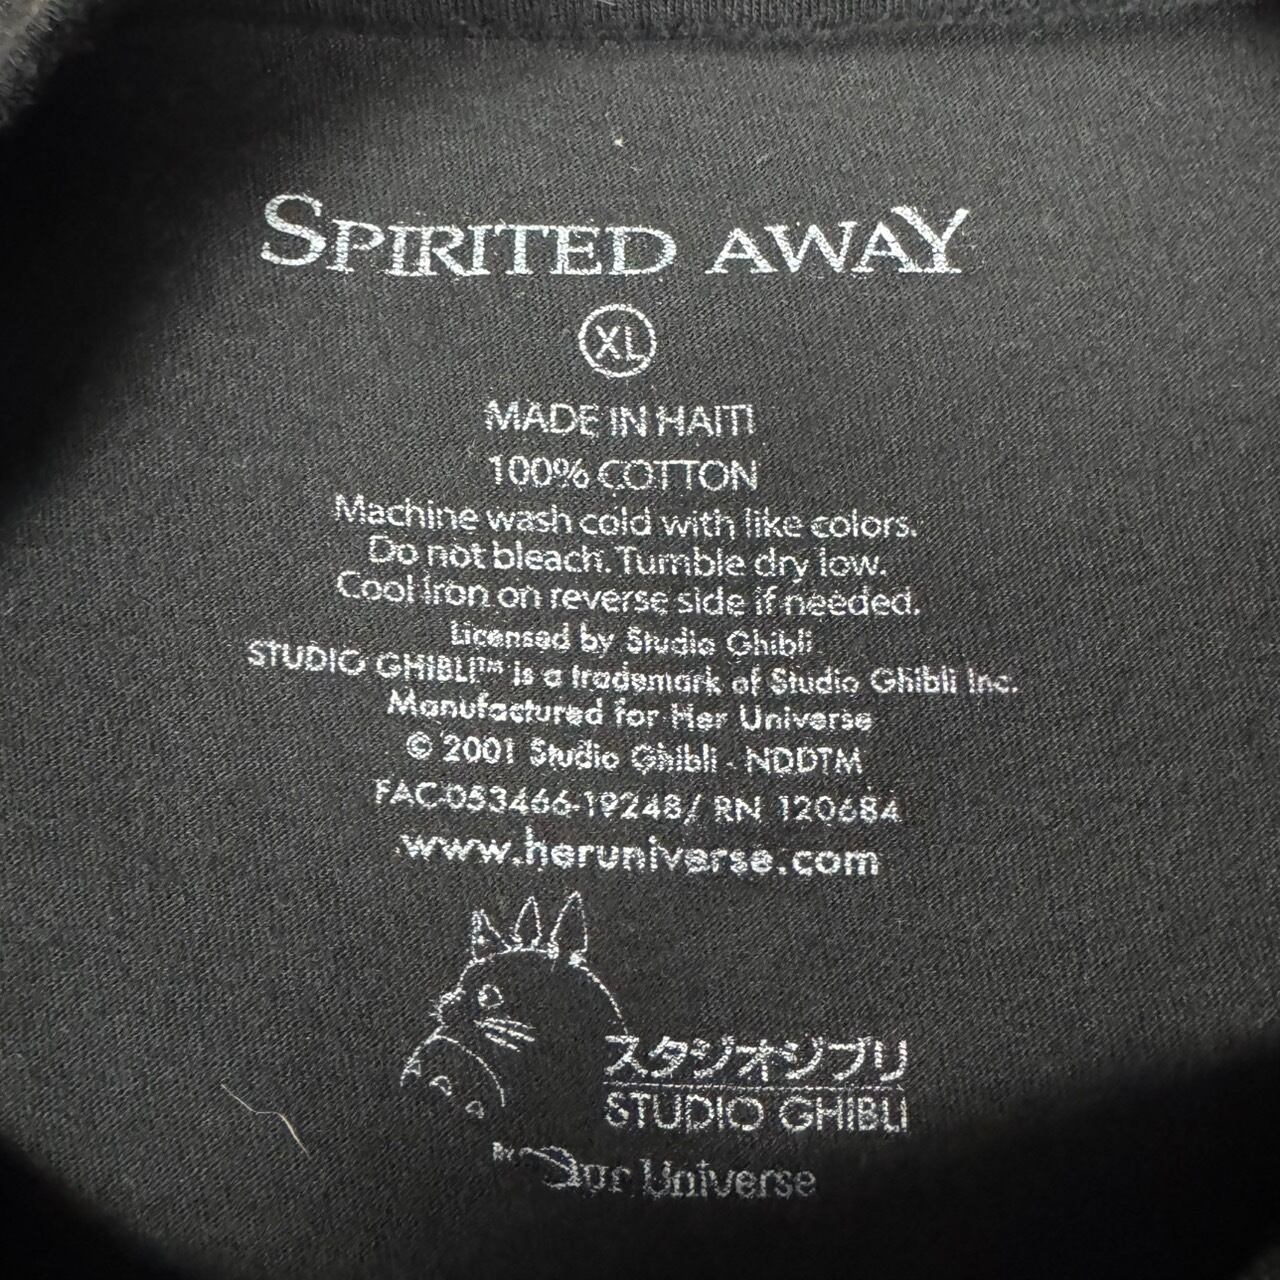 SPIRITED AWAY
XL
MADE IN HAITI
100% COTTON
Machine wash cold with like colors.
Do not bleach. Tumble dry low.
Cool iron on reverse side if needed.
Licensed by Studio Ghibli
STUDIO GHIBLI™ is a trademark of Studio Ghibli Inc.
Manufactured for Her Universe
© 2001 Studio Ghibli - NDDTM
FAC-053466-19248/ RN 120684
www.heruniverse.com
スタジオジブリ
STUDIO GHIBLI
By Our Universe